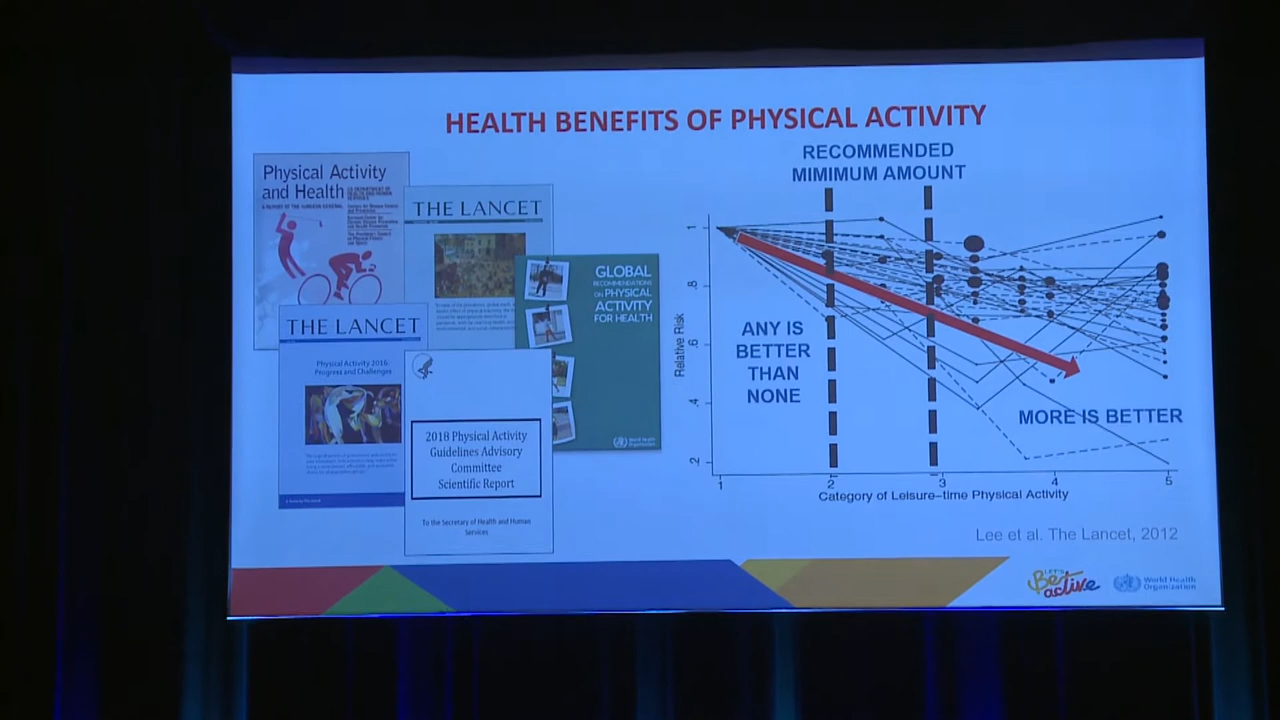 HEALTH BENEFITS OF PHYSICAL ACTIVITY
Physical Activity
and Health
THE LANCET
GLOBAL
RECOMMENDATIONS
ON PHYSICAL
ACTIVITY
FOR HEALTH
World Health
Organization
THE LANCET
Physical Activity 2016:
Progress and Challenges
2018 Physical Activity
Guidelines Advisory
Committee
Scientific Report
To the Secretary of Health and Human
Services
RECOMMENDED
MIMIMUM AMOUNT
1
.8
.6
.4
.2
Relative Risk
ANY IS
BETTER
THAN
NONE
MORE IS BETTER
1 2 3 4 5
Category of Leisure-time Physical Activity
Lee et al. The Lancet, 2012
LET'S
Be
active
World Health
Organization